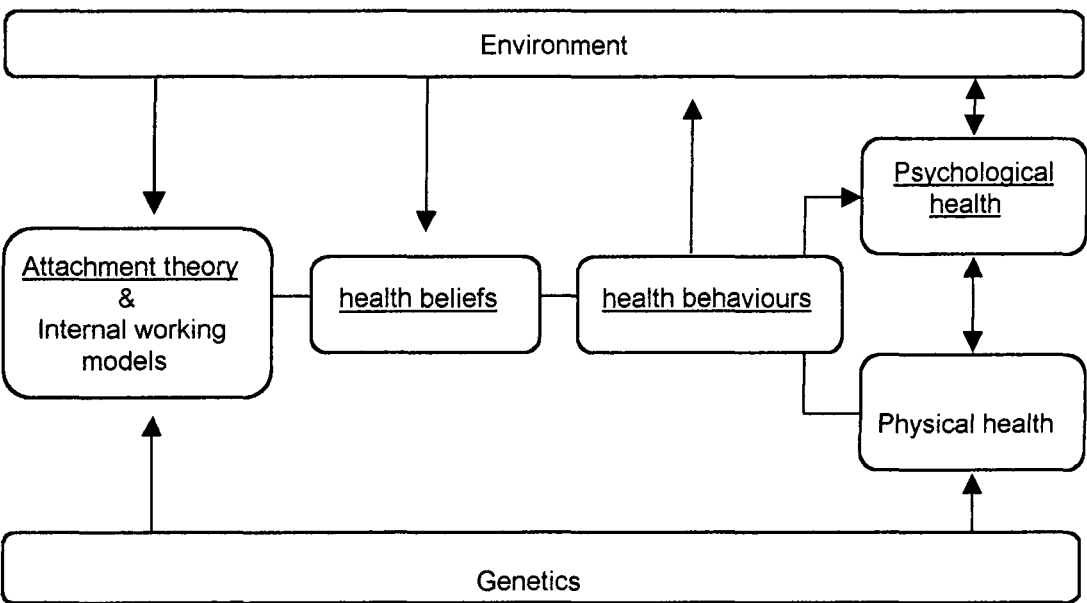 Environment
Psychological
health
Attachment theory
&
Internal working
models
health beliefs
health behaviours
Physical health
Genetics